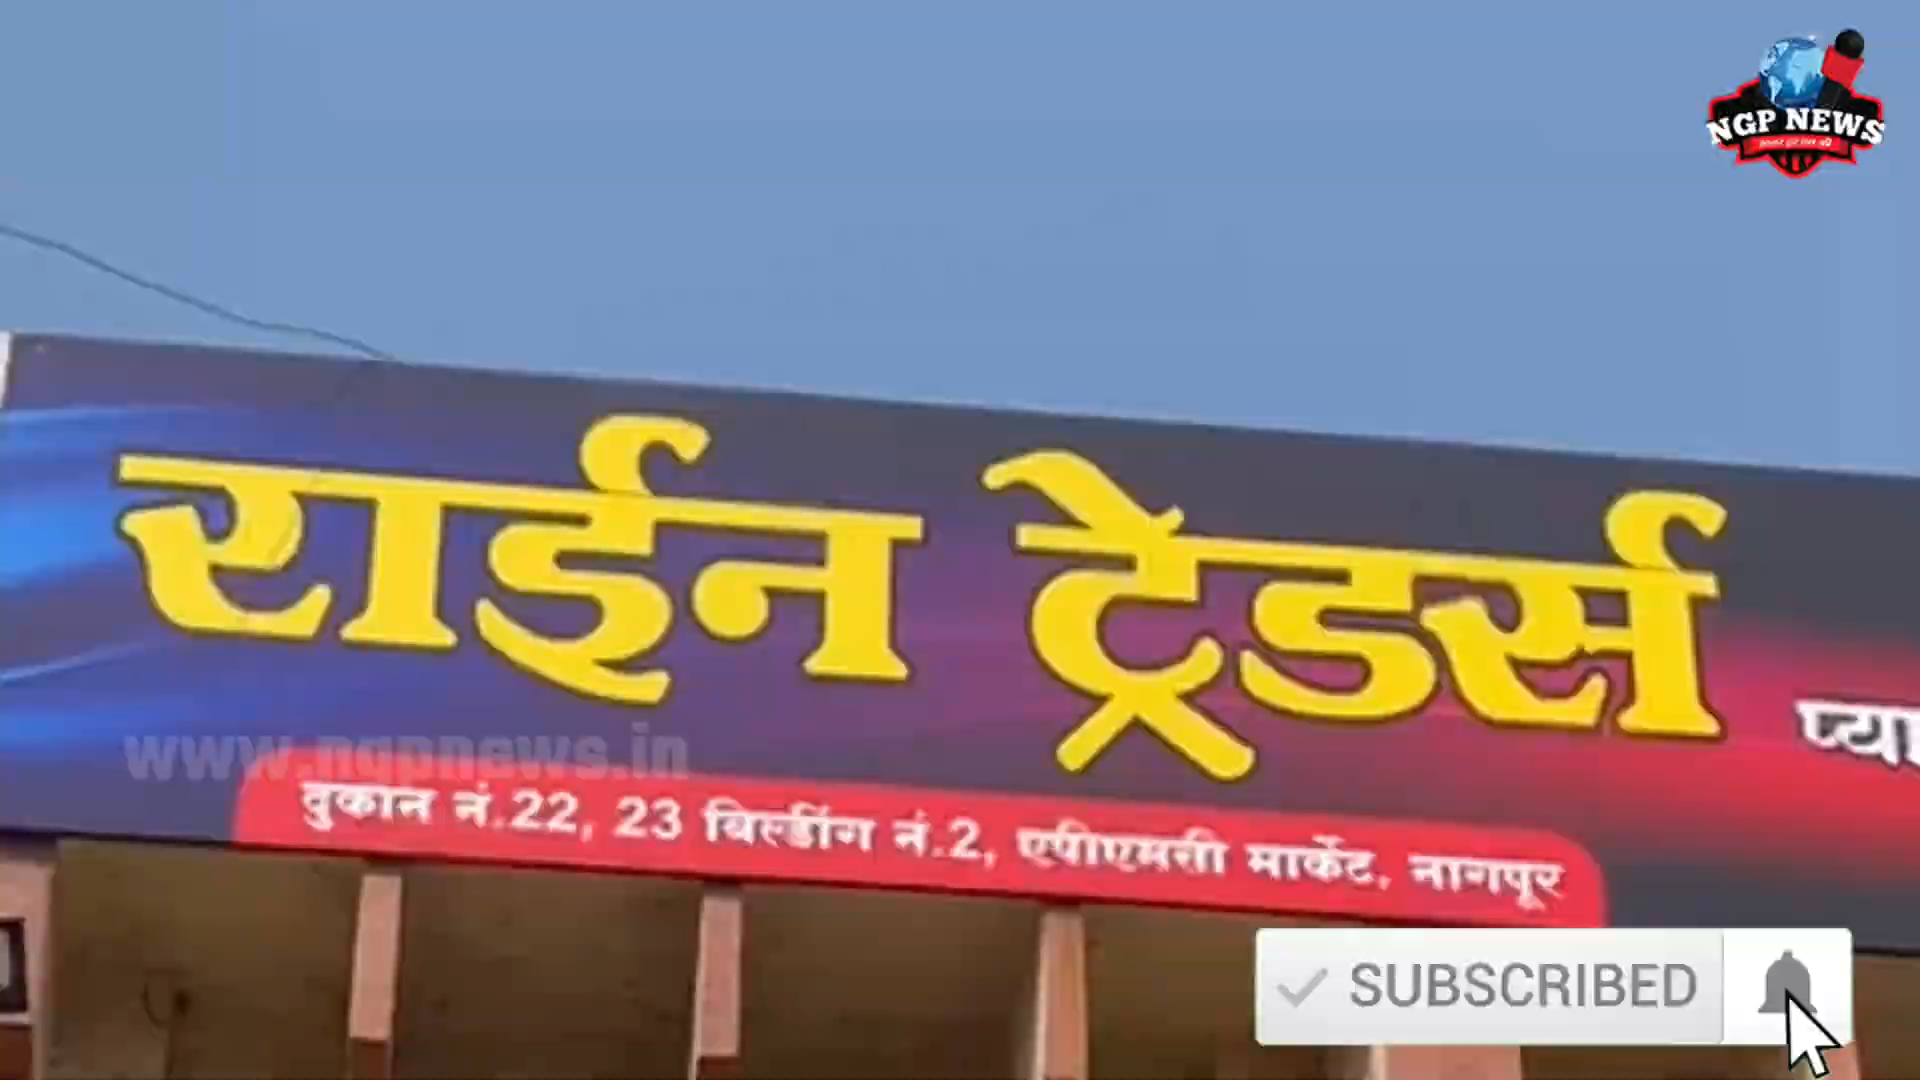 NGP NEWS
राईन ट्रेडर्स
www.ngpnews.in
दुकान नं.22, 23 बिल्डींग नं.2, एपीएमसी मार्केट, नागपूर
SUBSCRIBED